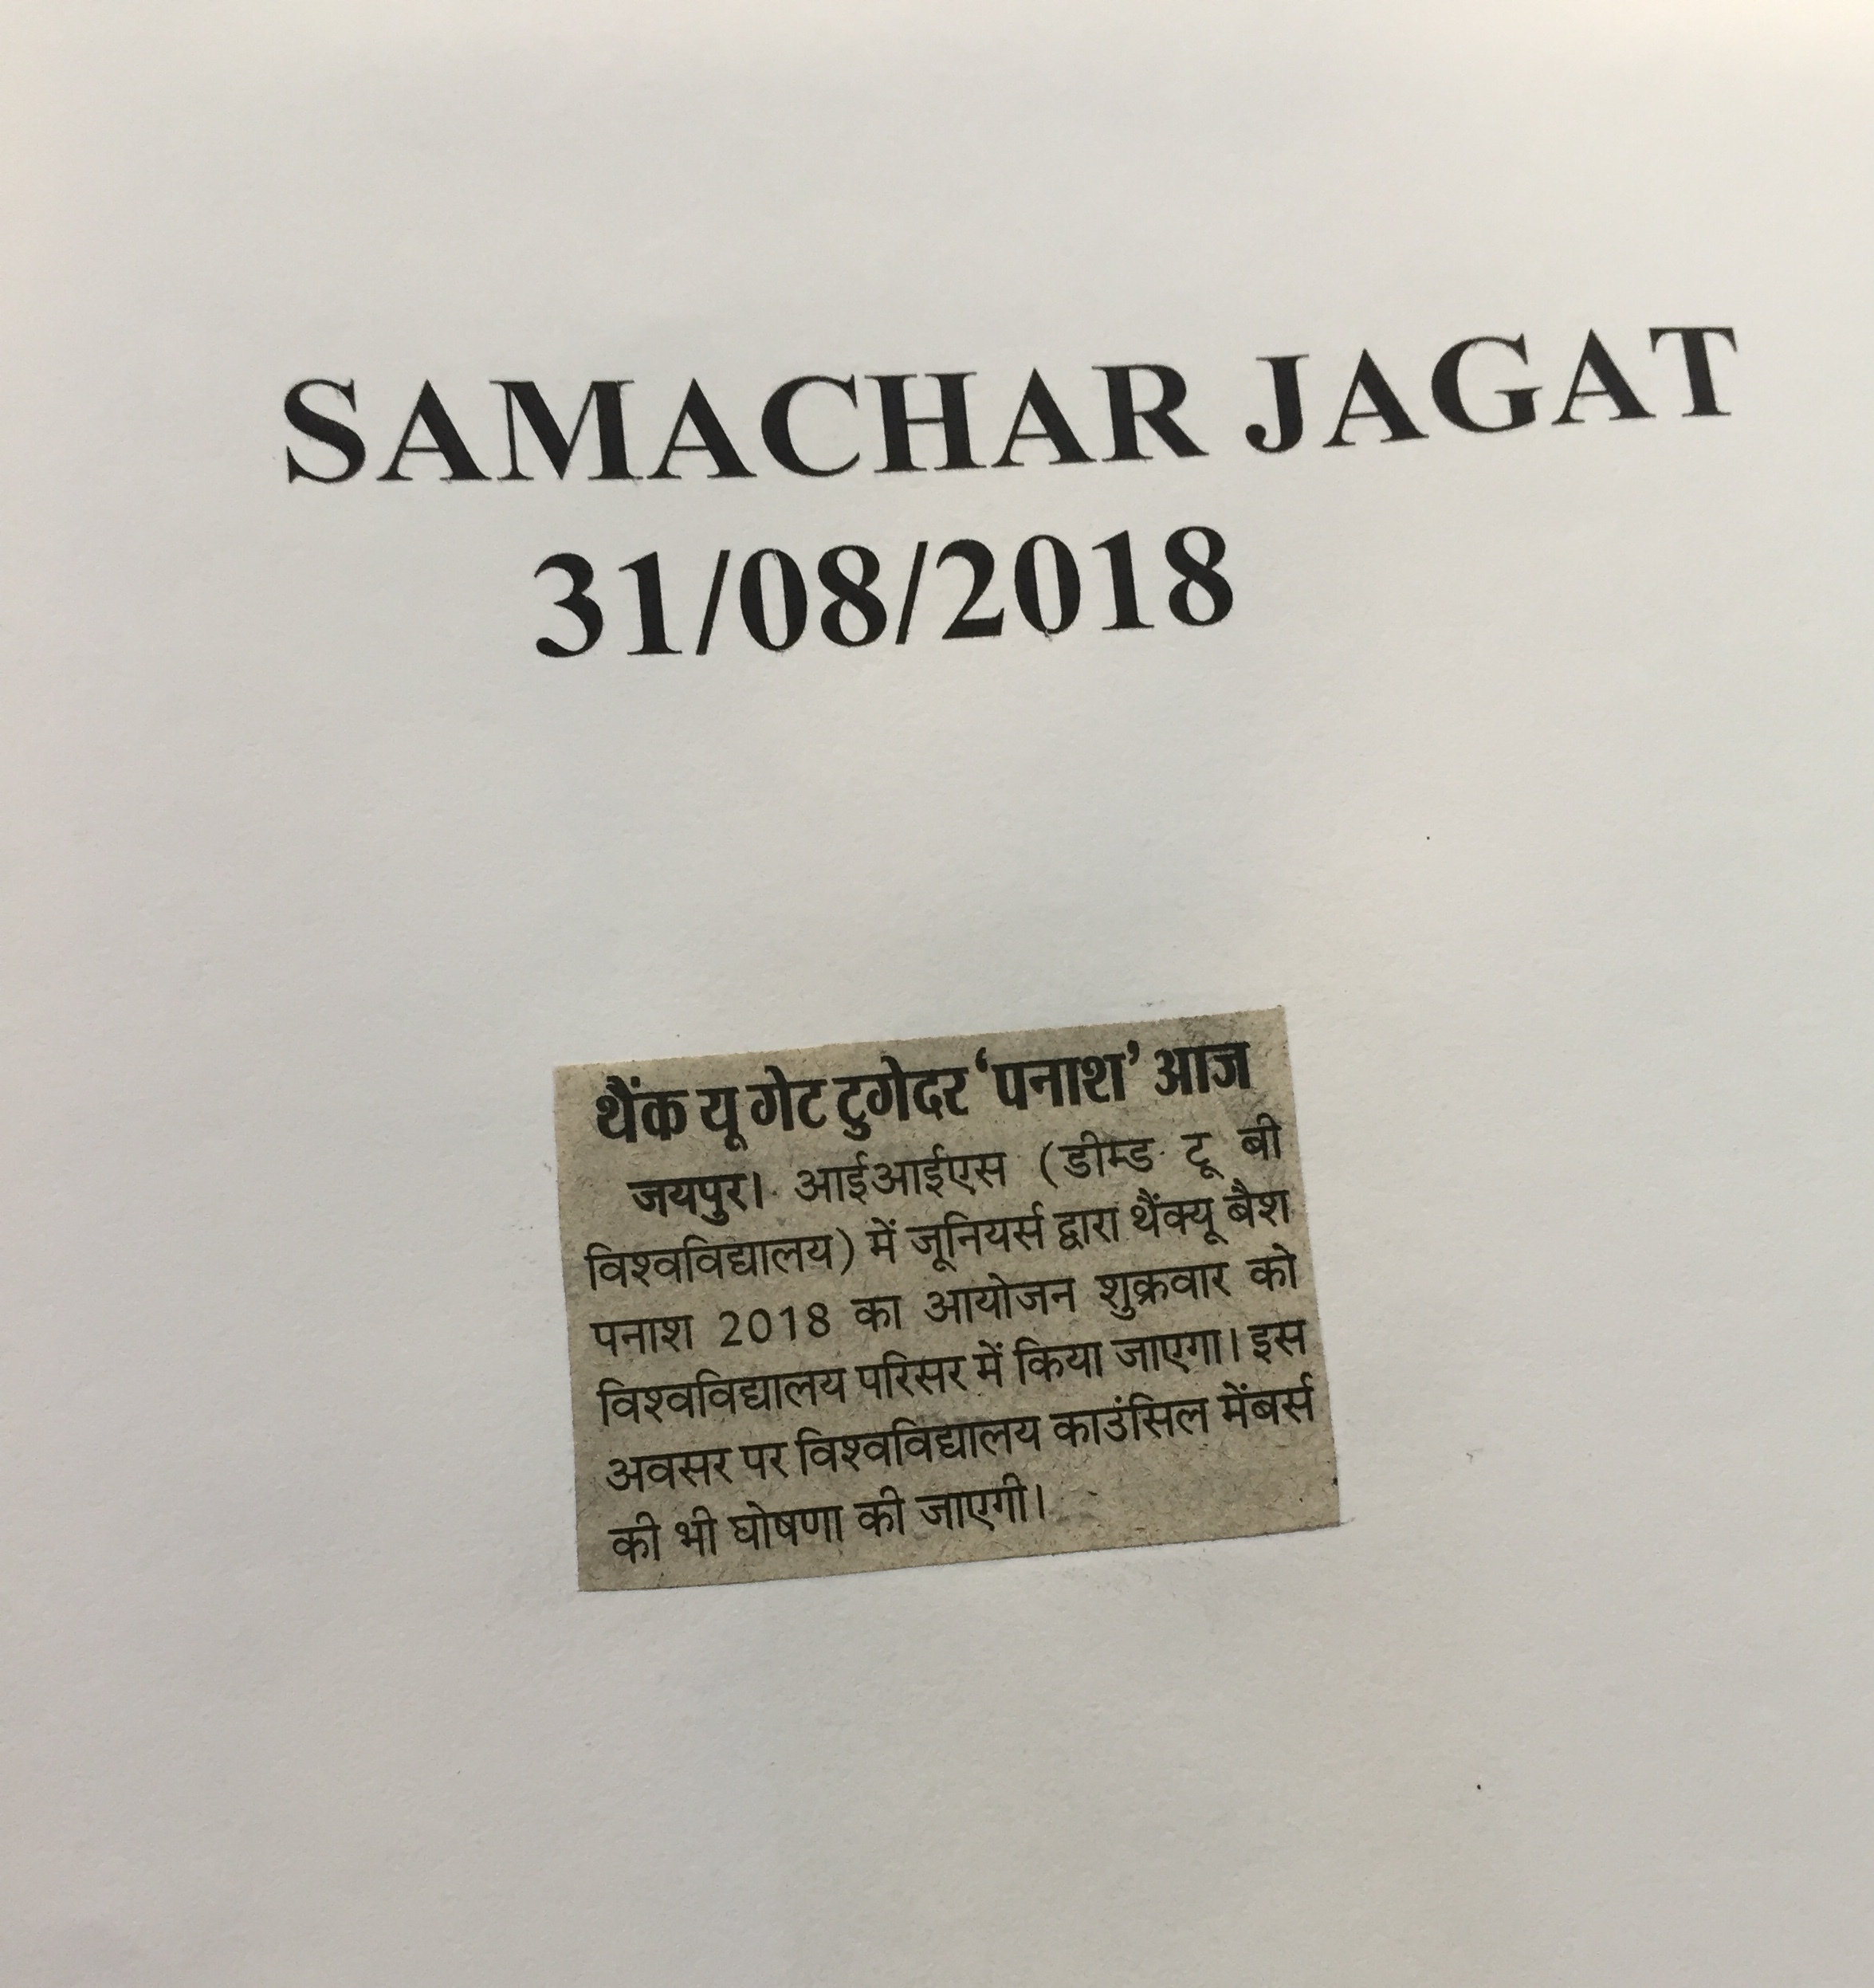 SAMACHAR JAGAT
31/08/2018
थैंक यू गेट टुगेदर ‘पनाश’ आज
जयपुर। आईआईएस (डीम्ड टू बी
विश्वविद्यालय) में जूनियर्स द्वारा थैंक्यू बैश
पनाश 2018 का आयोजन शुक्रवार को
विश्वविद्यालय परिसर में किया जाएगा। इस
अवसर पर विश्वविद्यालय काउंसिल मेंबर्स
की भी घोषणा की जाएगी।